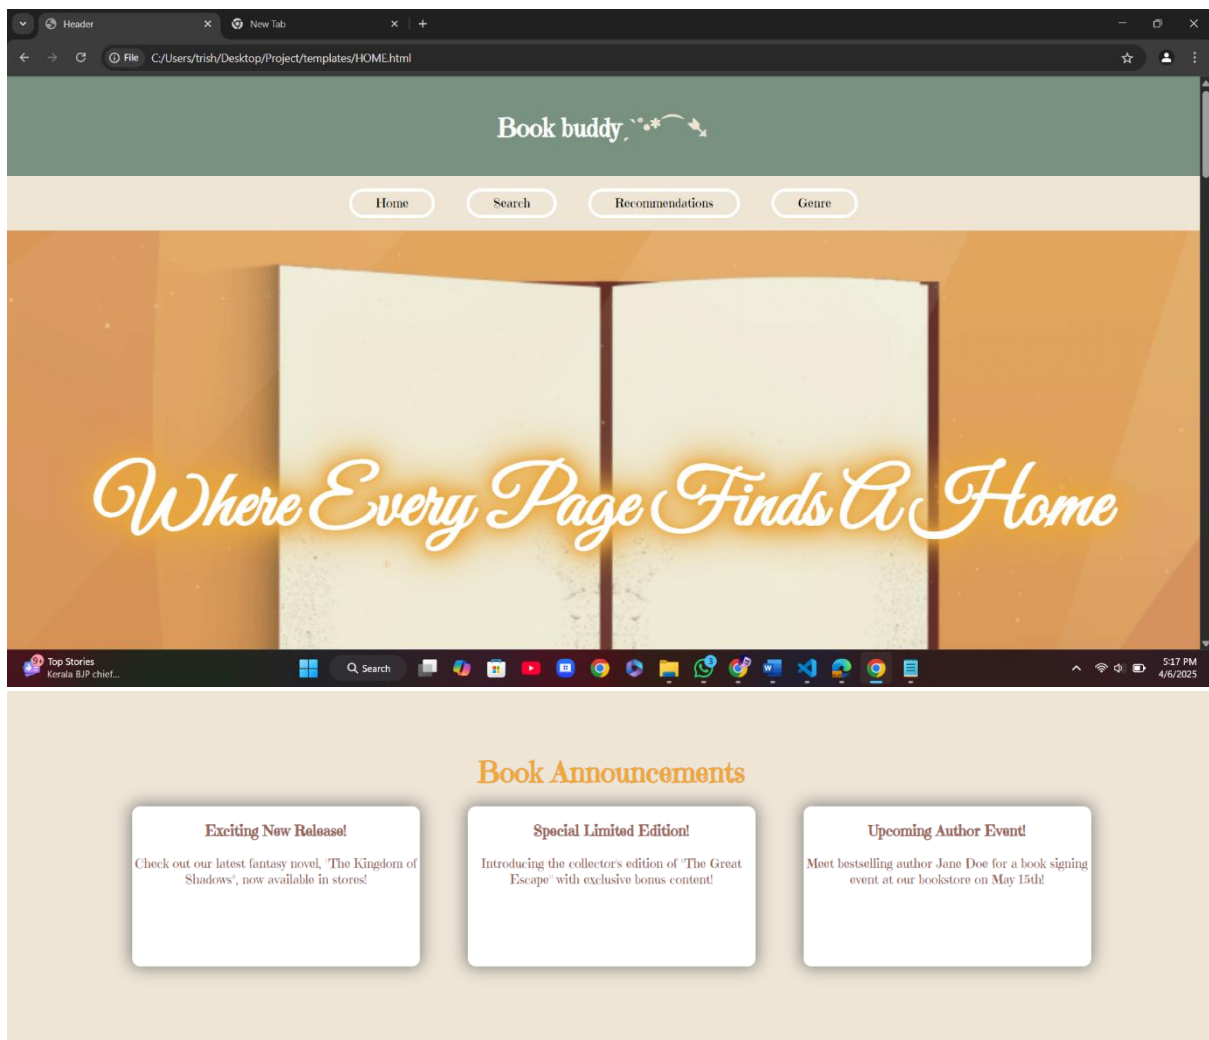 Header
New Tab
File C:/Users/trish/Desktop/Project/templates/HOME.html
Book buddy
Home Search Recommendations Genre
Where Every Page Finds A Home
9+ Top Stories
Kerala BJP chief...
Search
3
5:17 PM
4/6/2025
Book Announcements
Exciting New Release!
Check out our latest fantasy novel, "The Kingdom of
Shadows", now available in stores!
Special Limited Edition!
Introducing the collector's edition of "The Great
Escape" with exclusive bonus content!
Upcoming Author Event!
Meet bestselling author Jane Doe for a book signing
event at our bookstore on May 15th!